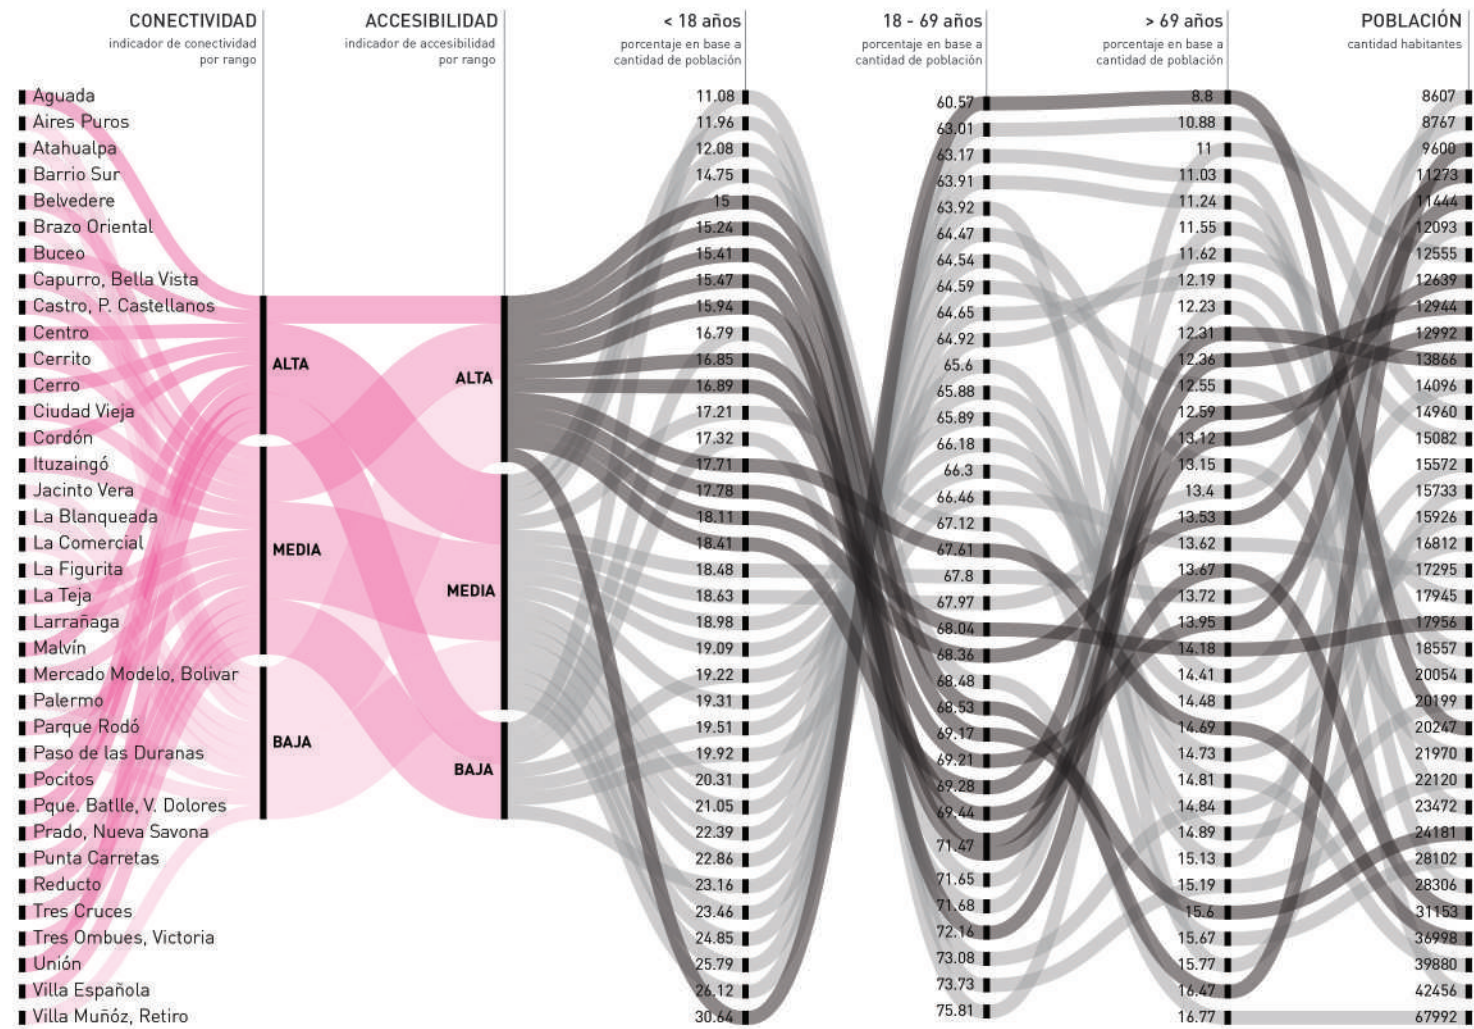 CONECTIVIDAD
indicador de conectividad
por rango
ACCESIBILIDAD
indicador de accesibilidad
por rango
< 18 años
porcentaje en base a
cantidad de población
18 - 69 años
porcentaje en base a
cantidad de población
> 69 años
porcentaje en base a
cantidad de población
POBLACIÓN
cantidad habitantes
Aguada
Aires Puros
Atahualpa
Barrio Sur
Belvedere
Brazo Oriental
Buceo
Capurro, Bella Vista
Castro, P. Castellanos
Centro
Cerrito
Cerro
Ciudad Vieja
Cordón
Ituzaingó
Jacinto Vera
La Blanqueada
La Comercial
La Figurita
La Teja
Larrañaga
Malvín
Mercado Modelo, Bolivar
Palermo
Parque Rodó
Paso de las Duranas
Pocitos
Pque. Batlle, V. Dolores
Prado, Nueva Savona
Punta Carretas
Reducto
Tres Cruces
Tres Ombues, Victoria
Unión
Villa Española
Villa Muñóz, Retiro
ALTA
MEDIA
BAJA
ALTA
MEDIA
BAJA
11.08
11.96
12.08
14.75
15
15.24
15.41
15.47
15.94
16.79
16.85
16.89
17.21
17.32
17.71
17.78
18.11
18.41
18.48
18.63
18.98
19.09
19.22
19.31
19.51
19.92
20.31
21.05
22.39
22.86
23.16
23.46
24.85
25.79
26.12
30.64
60.57
63.01
63.17
63.91
63.92
64.47
64.54
64.59
64.65
64.92
65.6
65.88
65.89
66.18
66.3
66.46
67.12
67.61
67.8
67.97
68.04
68.36
68.48
68.53
69.17
69.21
69.28
69.44
71.47
71.65
71.68
72.16
73.08
73.73
75.81
8.8
10.88
11
11.03
11.24
11.55
11.62
12.19
12.23
12.31
12.36
12.55
12.59
13.12
13.15
13.4
13.53
13.62
13.67
13.72
13.95
14.18
14.41
14.48
14.69
14.73
14.81
14.84
14.89
15.13
15.19
15.6
15.67
15.77
16.47
16.77
8607
8767
9600
11273
11444
12093
12555
12639
12944
12992
13866
14096
14960
15082
15572
15733
15926
16812
17295
17945
17956
18557
20054
20199
20247
21970
22120
23472
24181
28102
28306
31153
36998
39880
42456
67992